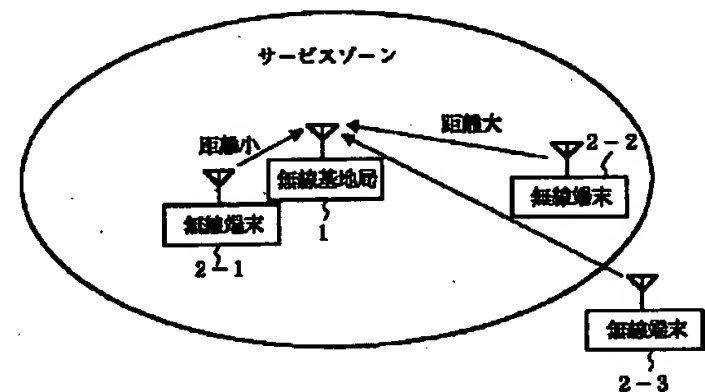 サービスゾーン
距離小
距離大
2-2
無線基地局
無線端末
無線端末
1
2-1
無線端末
2-3